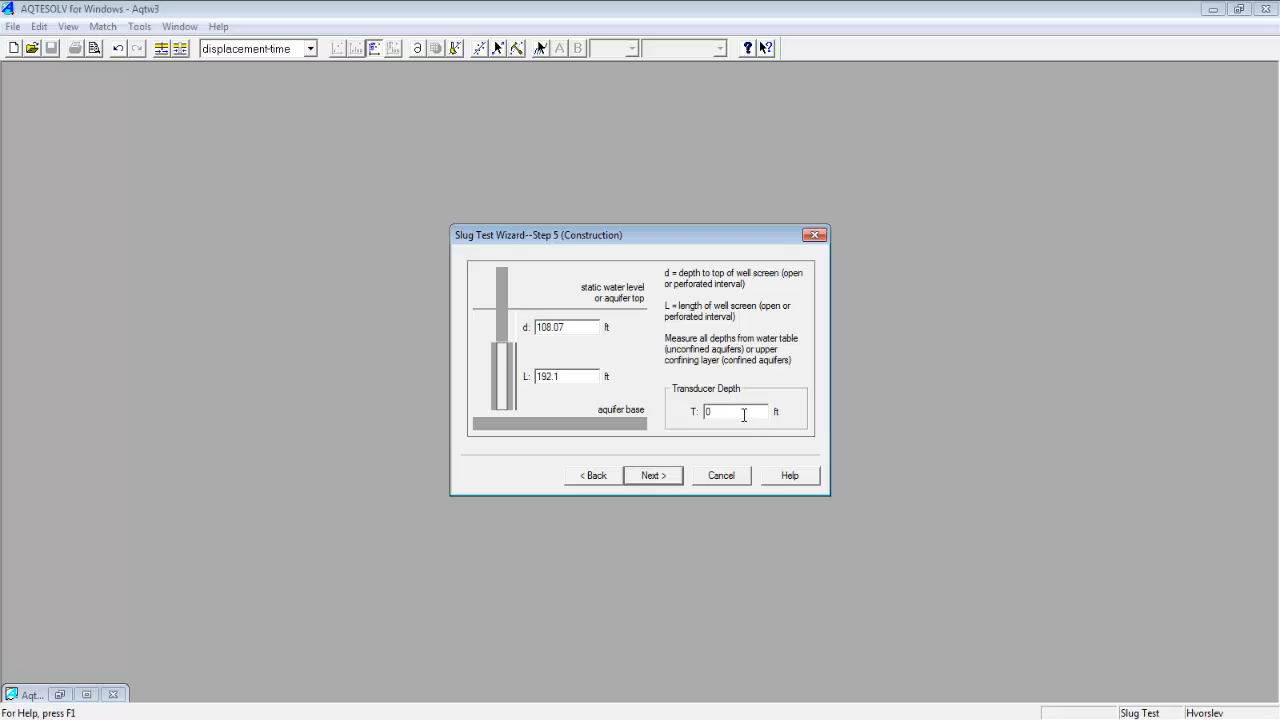 AQTESOLV for Windows - Aqtw3
File Edit View Match Tools Window Help
displacement-time
Slug Test Wizard--Step 5 (Construction)
static water level
or aquifer top
d: 108.07 ft
L: 192.1 ft
aquifer base
d = depth to top of well screen (open
or perforated interval)
L = length of well screen (open or
perforated interval)
Measure all depths from water table
(unconfined aquifers) or upper
confining layer (confined aquifers)
Transducer Depth
T: 0 ft
< Back Next > Cancel Help
Aqt...
For Help, press F1 Slug Test Hvorslev